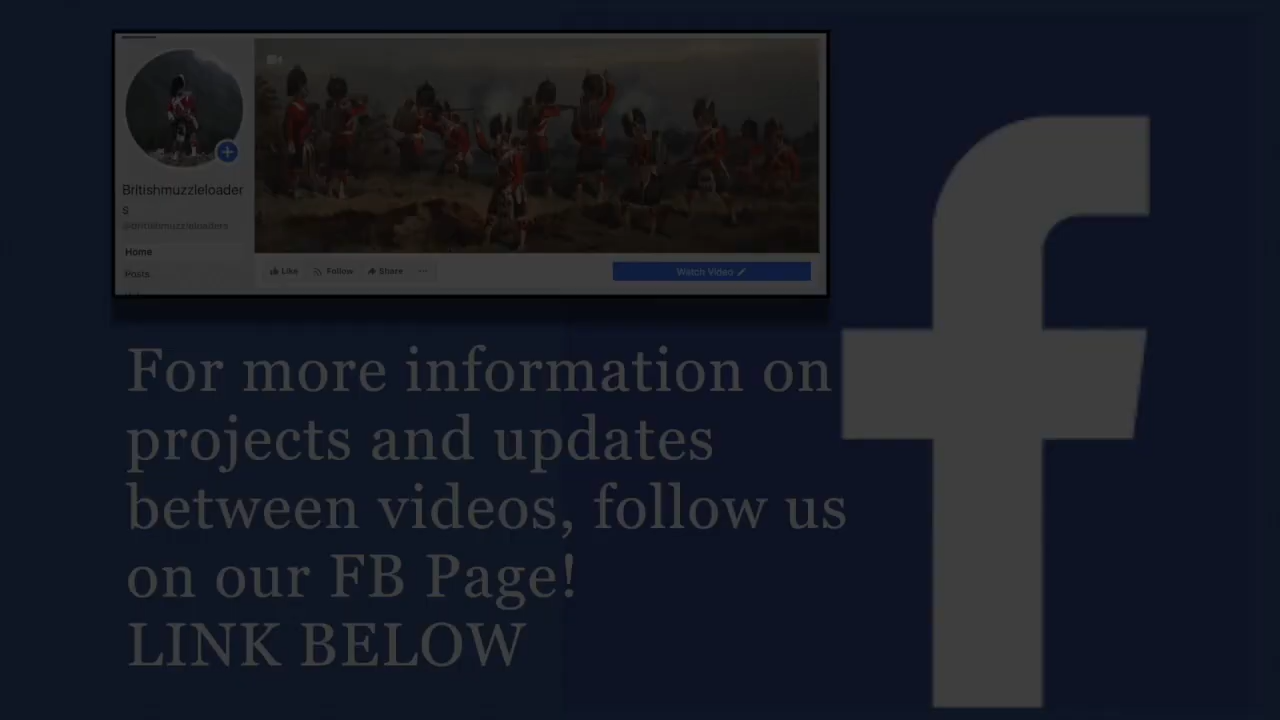 Britishmuzzleloader
s
@britishmuzzleloaders
Home
Posts
Like Follow Share ...
Watch Video
For more information on
projects and updates
between videos, follow us
on our FB Page!
LINK BELOW